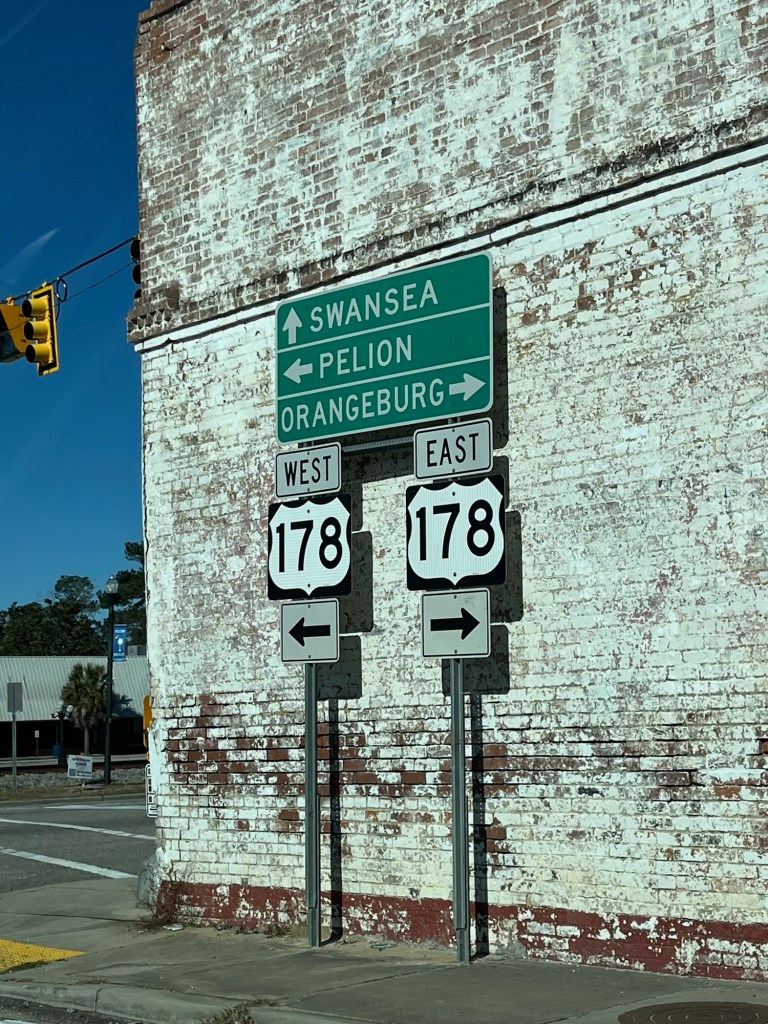 SWANSEA
PELION
ORANGEBURG
WEST
EAST
178
178